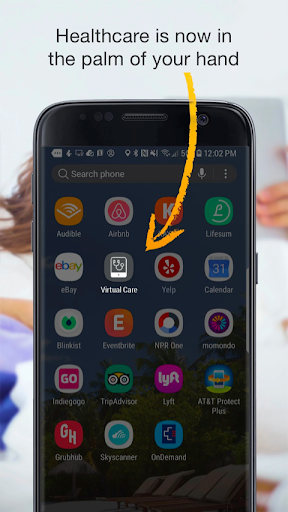 Healthcare is now in
the palm of your hand
12:02 PM
Search phone
Audible
Airbnb
Lifesum
eBay
Virtual Care
Yelp
Calendar
Blinkist
Eventbrite
NPR One
momondo
Indiegogo
TripAdvisor
Lyft
AT&T Protect
Plus
Grubhub
Skyscanner
OnDemand